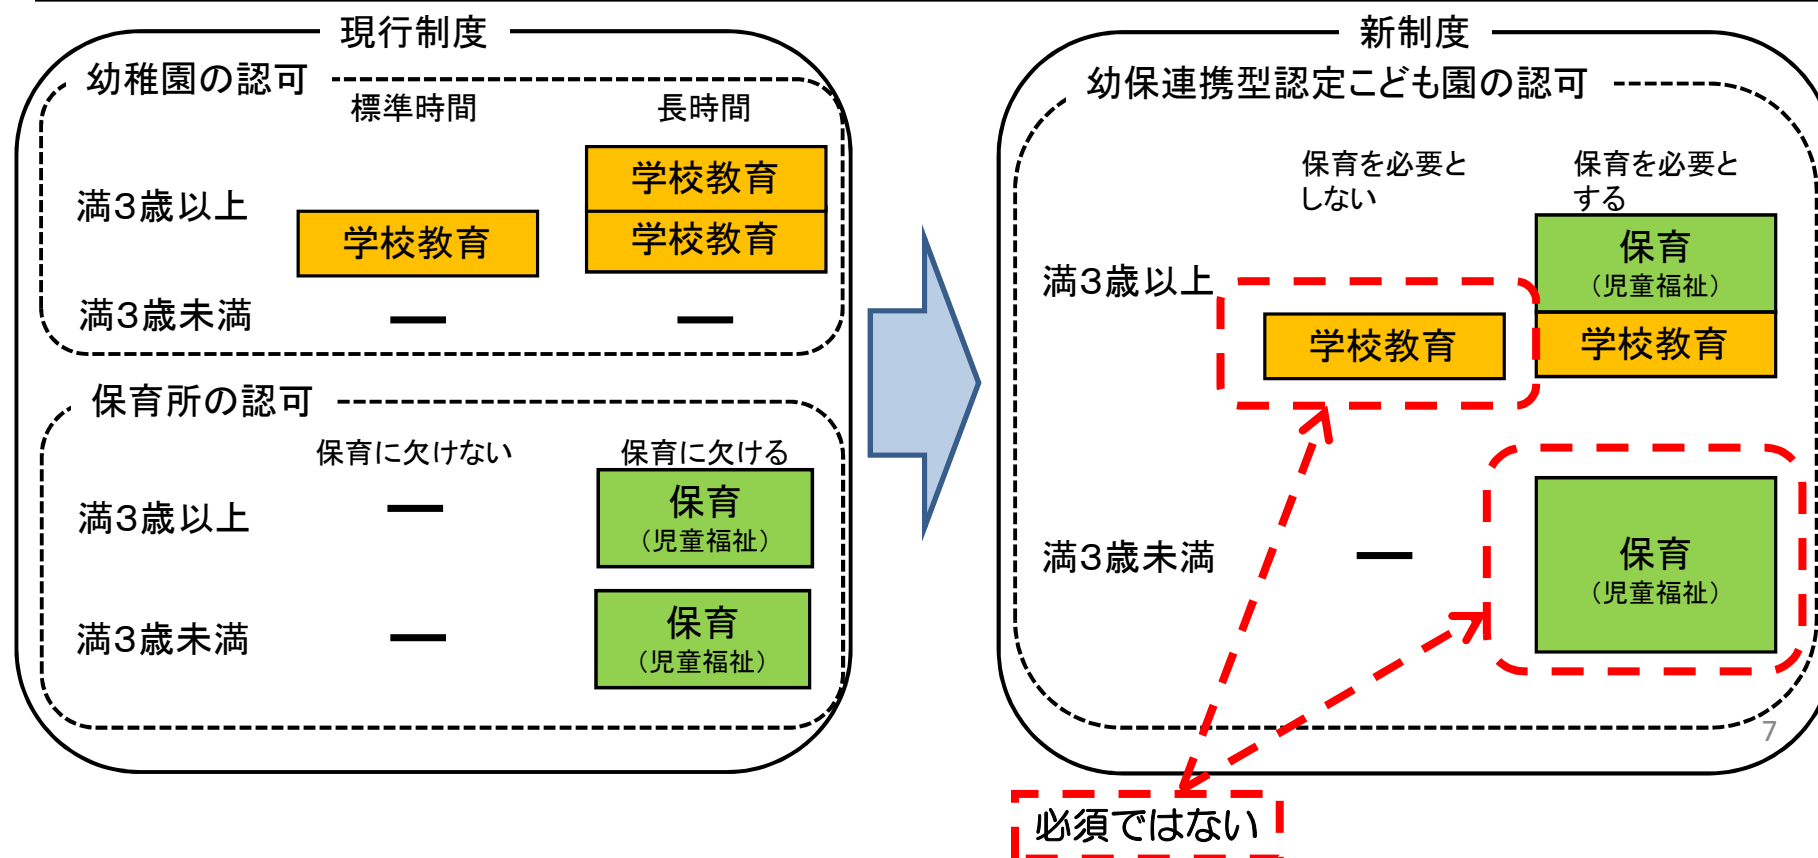 現行制度
幼稚園の認可
標準時間
長時間
満３歳以上
学校教育
学校教育
学校教育
満３歳未満
―
―
保育所の認可
保育に欠けない
保育に欠ける
満３歳以上
―
保育
（児童福祉）
満３歳未満
―
保育
（児童福祉）
新制度
幼保連携型認定こども園の認可
保育を必要と
しない
保育を必要と
する
満３歳以上
学校教育
保育
（児童福祉）
学校教育
満３歳未満
―
保育
（児童福祉）
7
必須ではない